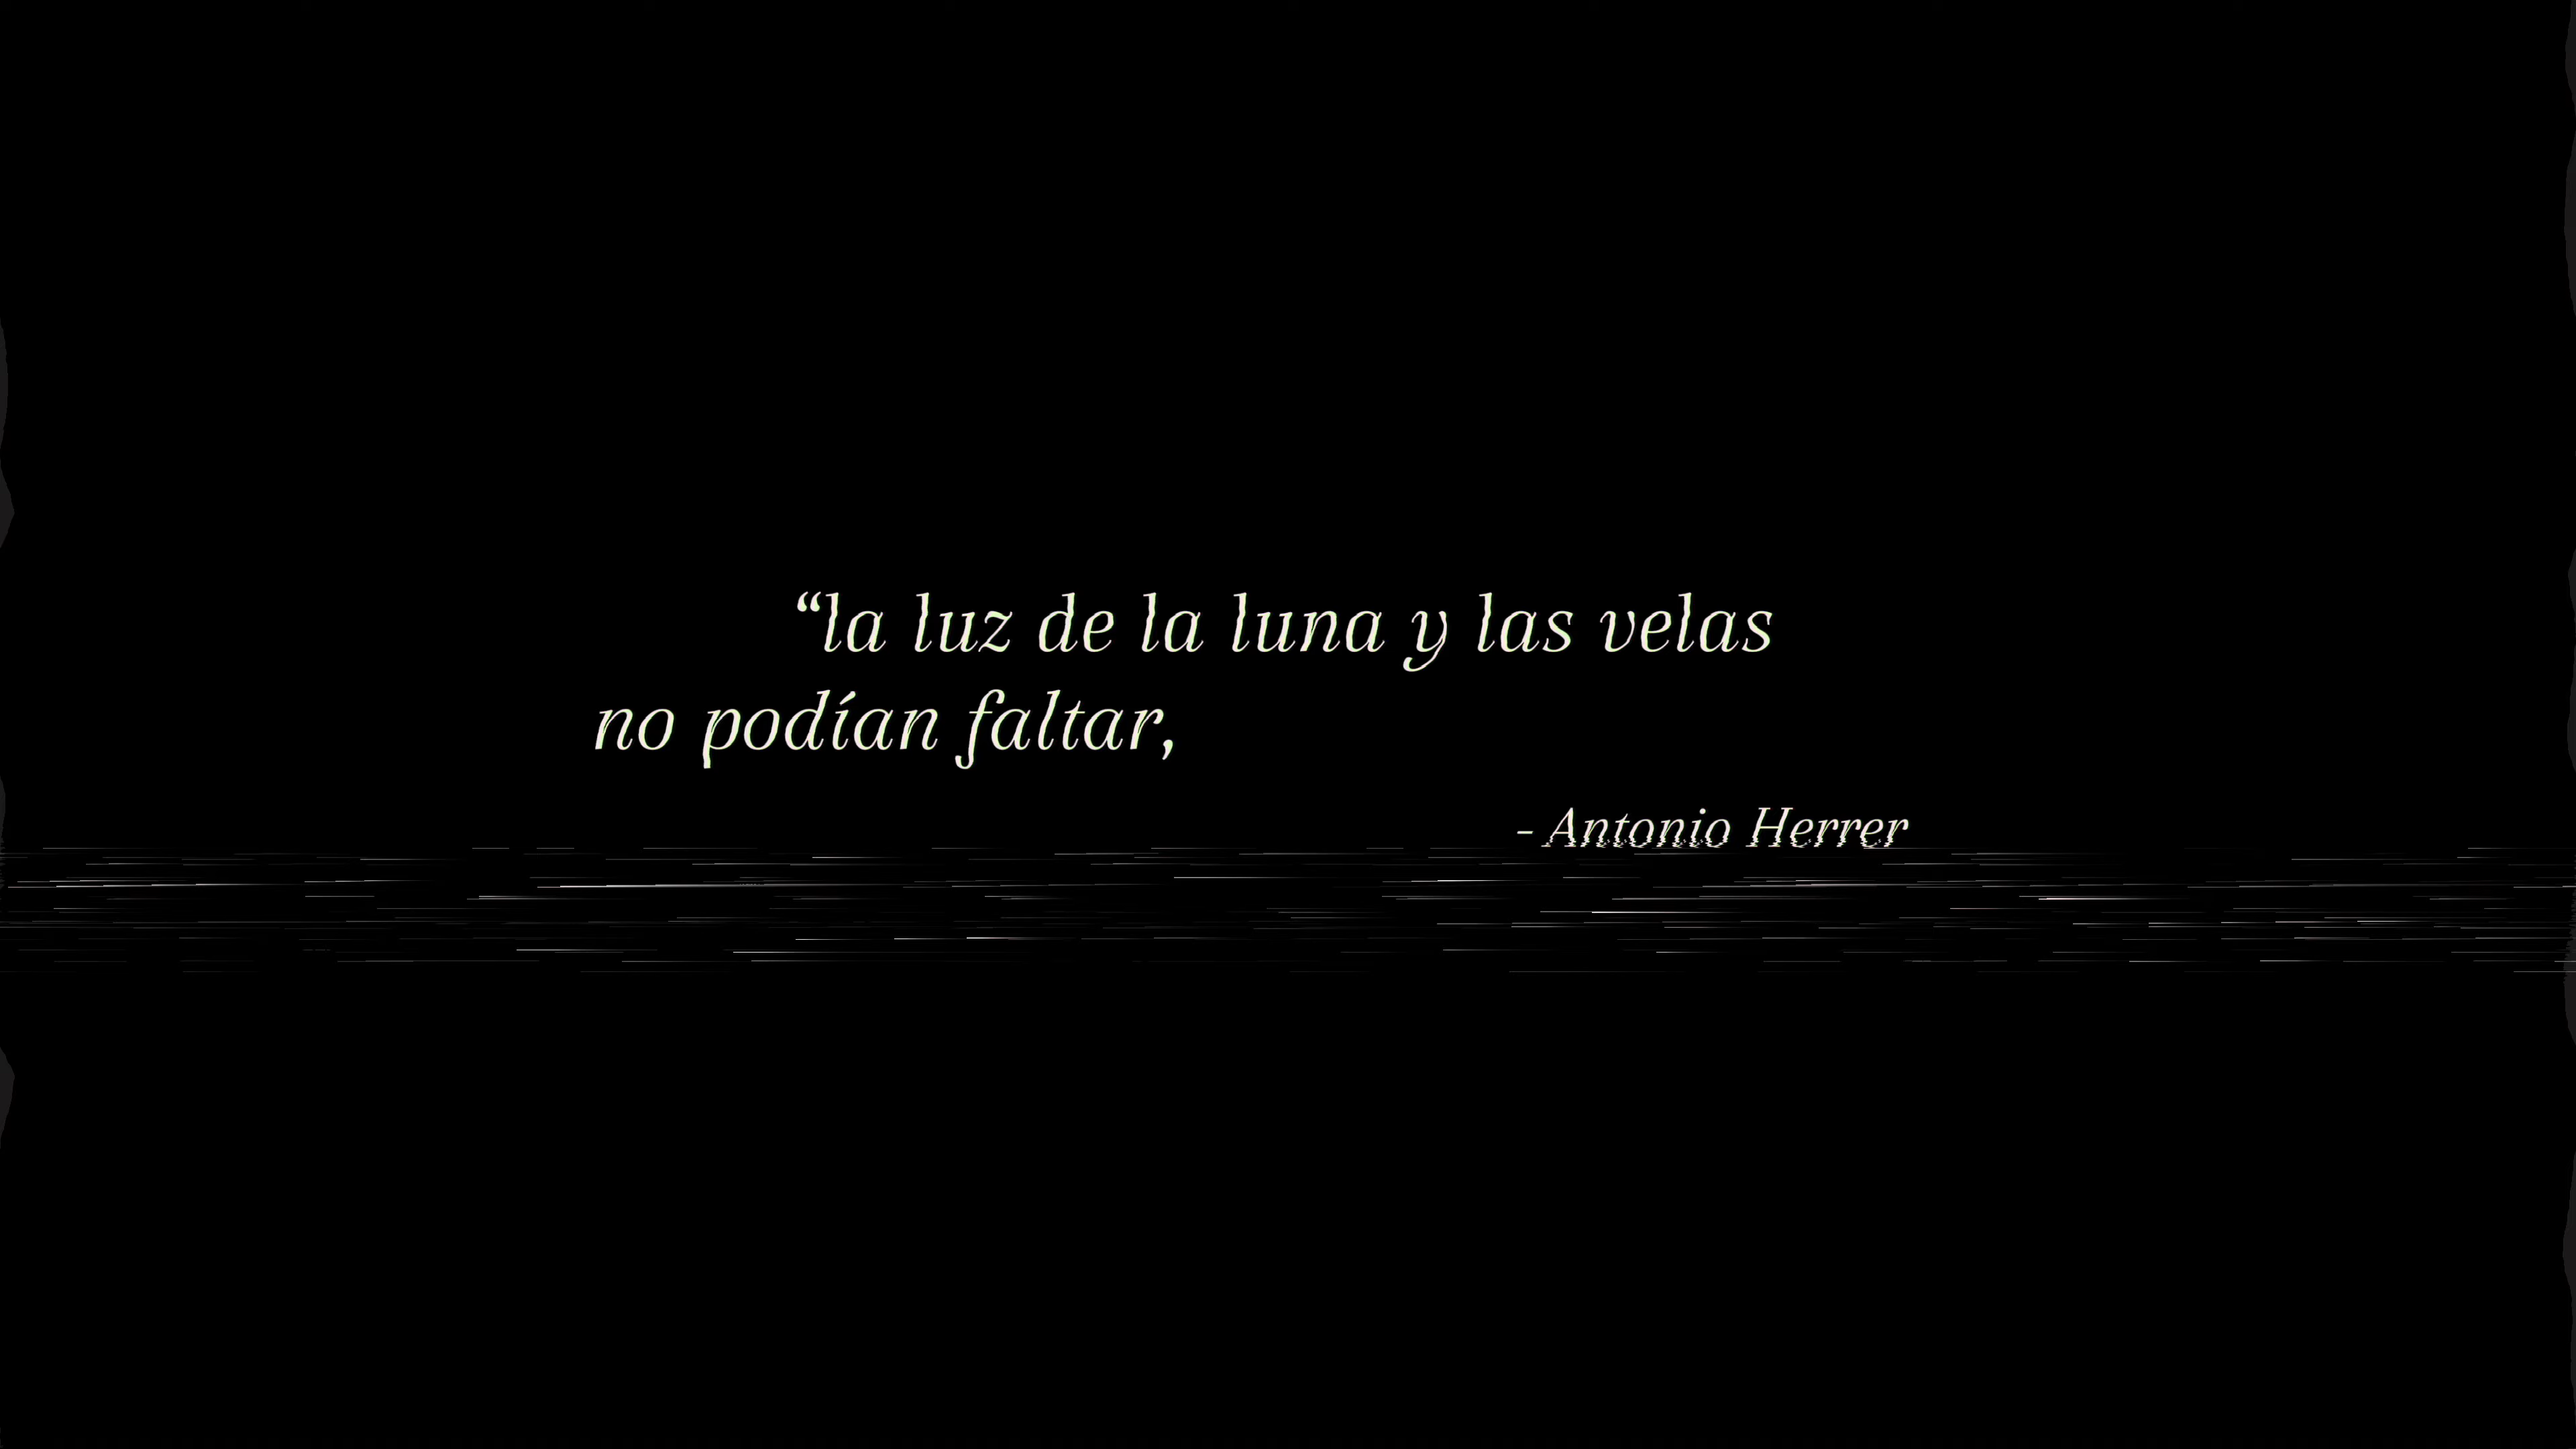 “la luz de la luna y las velas
no podían faltar,
- Antonio Herrer